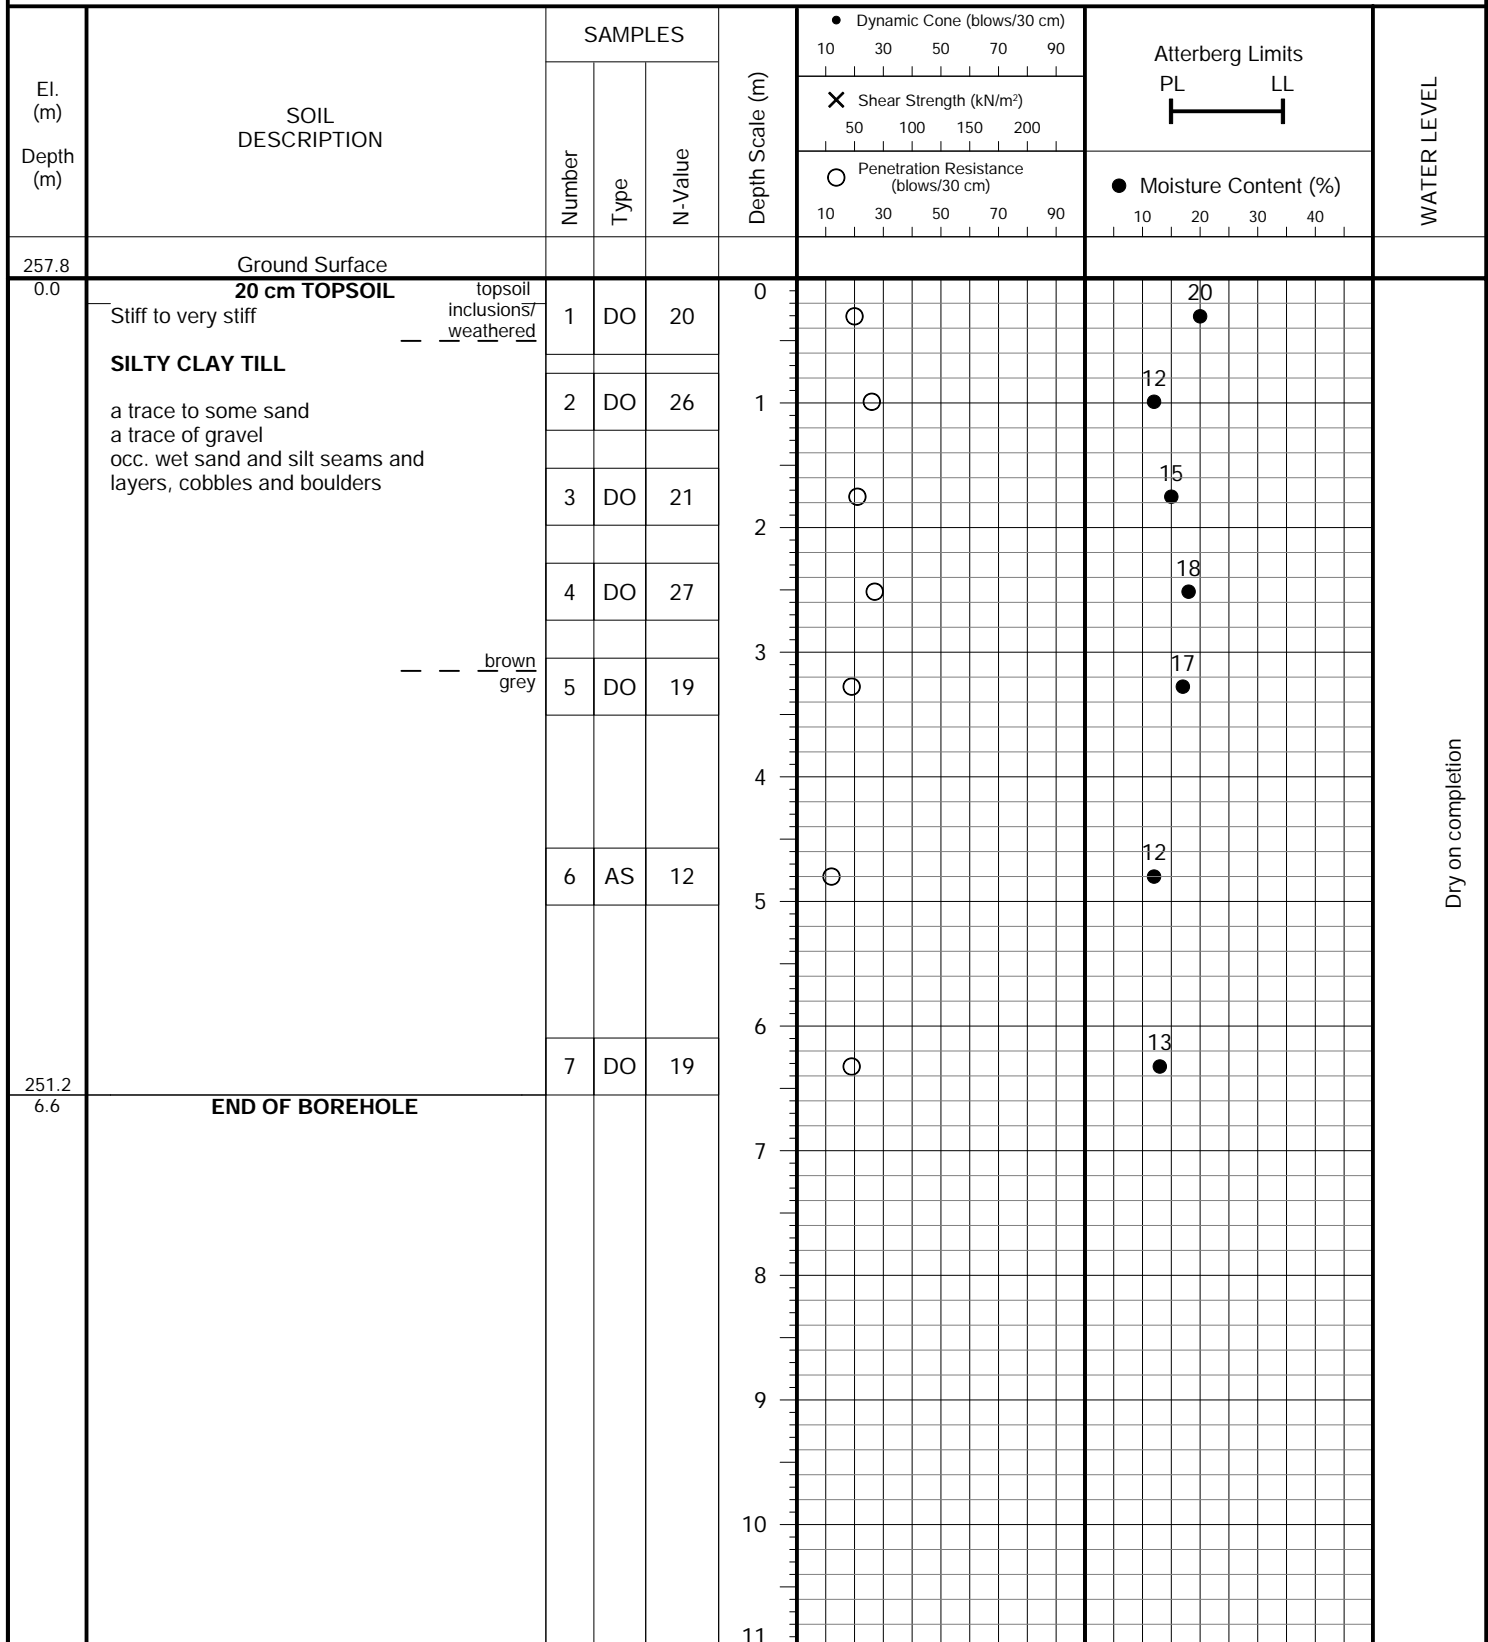 El.
(m)
Depth
(m)
SOIL
DESCRIPTION
SAMPLES
Number
Type
N-Value
Depth Scale (m)
Dynamic Cone (blows/30 cm)
10 30 50 70 90
Shear Strength (kN/m²)
50 100 150 200
Penetration Resistance
(blows/30 cm)
10 30 50 70 90
Atterberg Limits
PL LL
Moisture Content (%)
10 20 30 40
WATER LEVEL
257.8 Ground Surface
0.0 20 cm TOPSOIL topsoil
inclusions/
weathered
Stiff to very stiff
1 DO 20
0
20
SILTY CLAY TILL
12
2 DO 26
1
a trace to some sand
a trace of gravel
occ. wet sand and silt seams and
layers, cobbles and boulders
15
3 DO 21
2
18
4 DO 27
3
brown
grey
17
5 DO 19
4
Dry on completion
12
6 AS 12
5
6
13
7 DO 19
251.2
6.6 END OF BOREHOLE
7
8
9
10
11